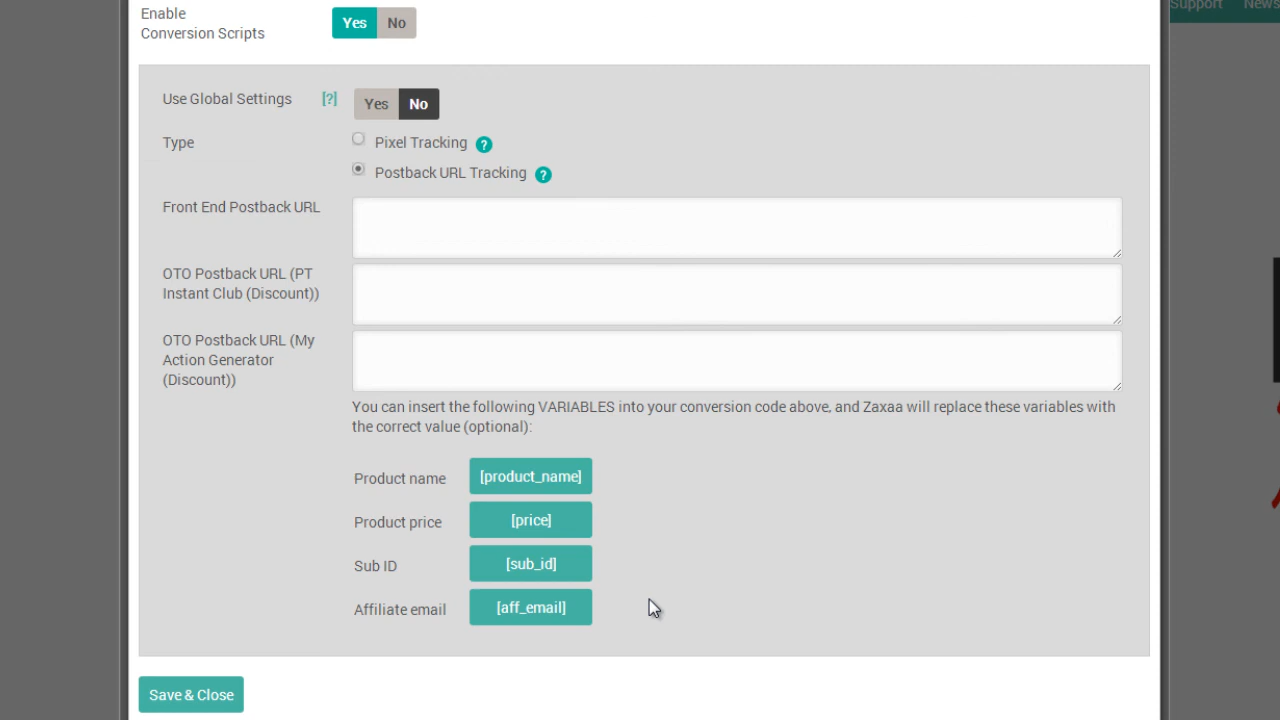 Support News
Enable
Conversion Scripts
Yes No
Use Global Settings [?] Yes No
Type
Pixel Tracking ?
Postback URL Tracking ?
Front End Postback URL
OTO Postback URL (PT
Instant Club (Discount))
OTO Postback URL (My
Action Generator
(Discount))
You can insert the following VARIABLES into your conversion code above, and Zaxaa will replace these variables with
the correct value (optional):
Product name [product_name]
Product price [price]
Sub ID [sub_id]
Affiliate email [aff_email]
Save & Close